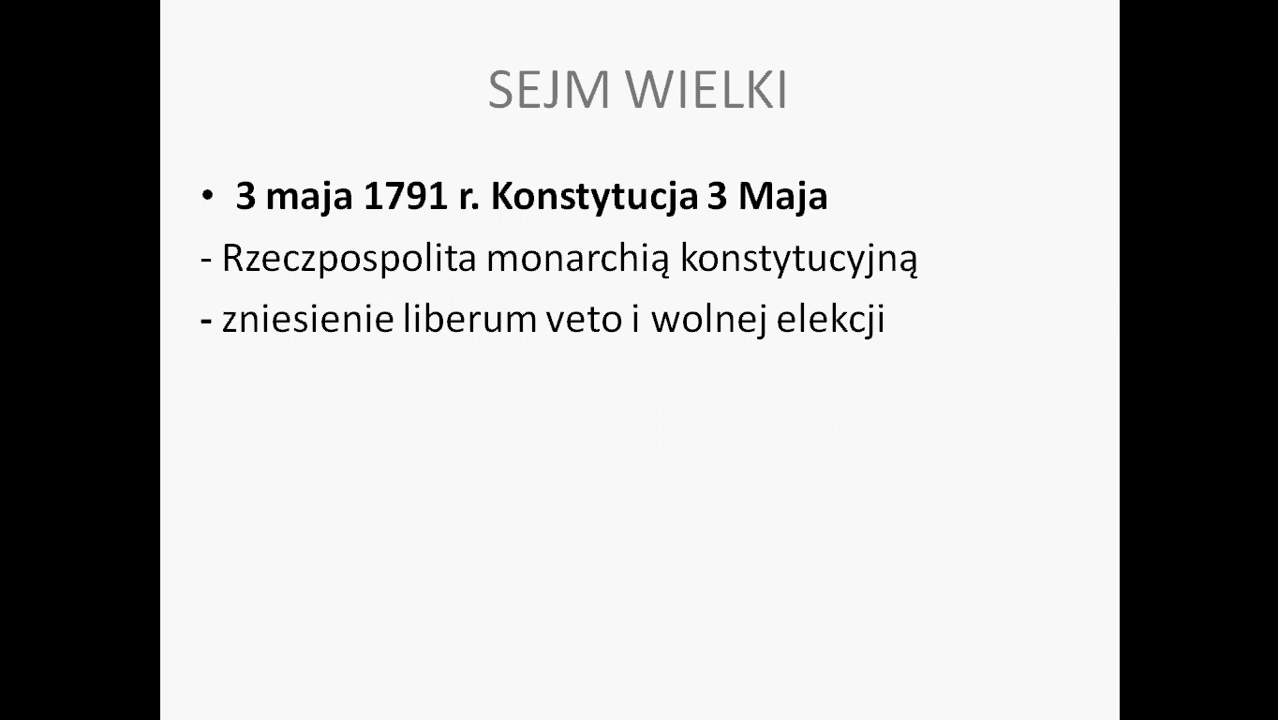 SEJM WIELKI
• 3 maja 1791 r. Konstytucja 3 Maja
- Rzeczpospolita monarchią konstytucyjną
- zniesienie liberum veto i wolnej elekcji